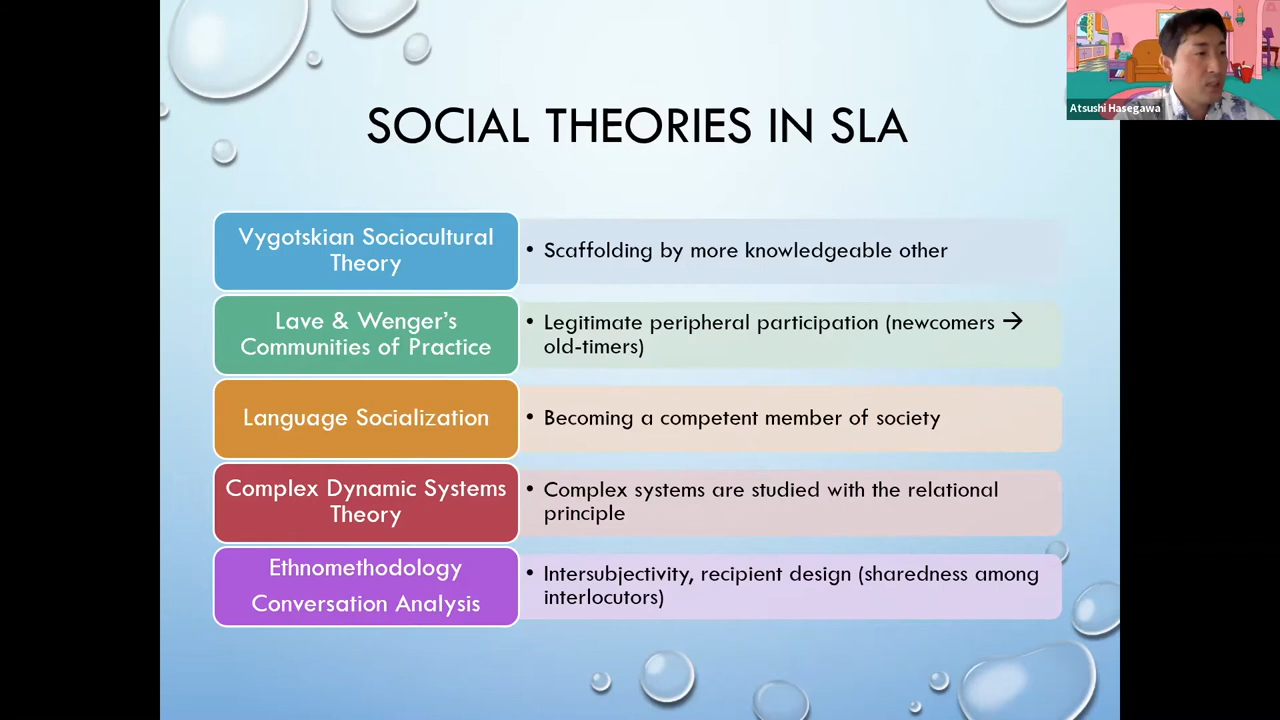 Atsushi Hasegawa
SOCIAL THEORIES IN SLA
Vygotskian Sociocultural
Theory
• Scaffolding by more knowledgeable other
Lave & Wenger’s
Communities of Practice
• Legitimate peripheral participation (newcomers →
old-timers)
Language Socialization
• Becoming a competent member of society
Complex Dynamic Systems
Theory
• Complex systems are studied with the relational
principle
Ethnomethodology
Conversation Analysis
• Intersubjectivity, recipient design (sharedness among
interlocutors)